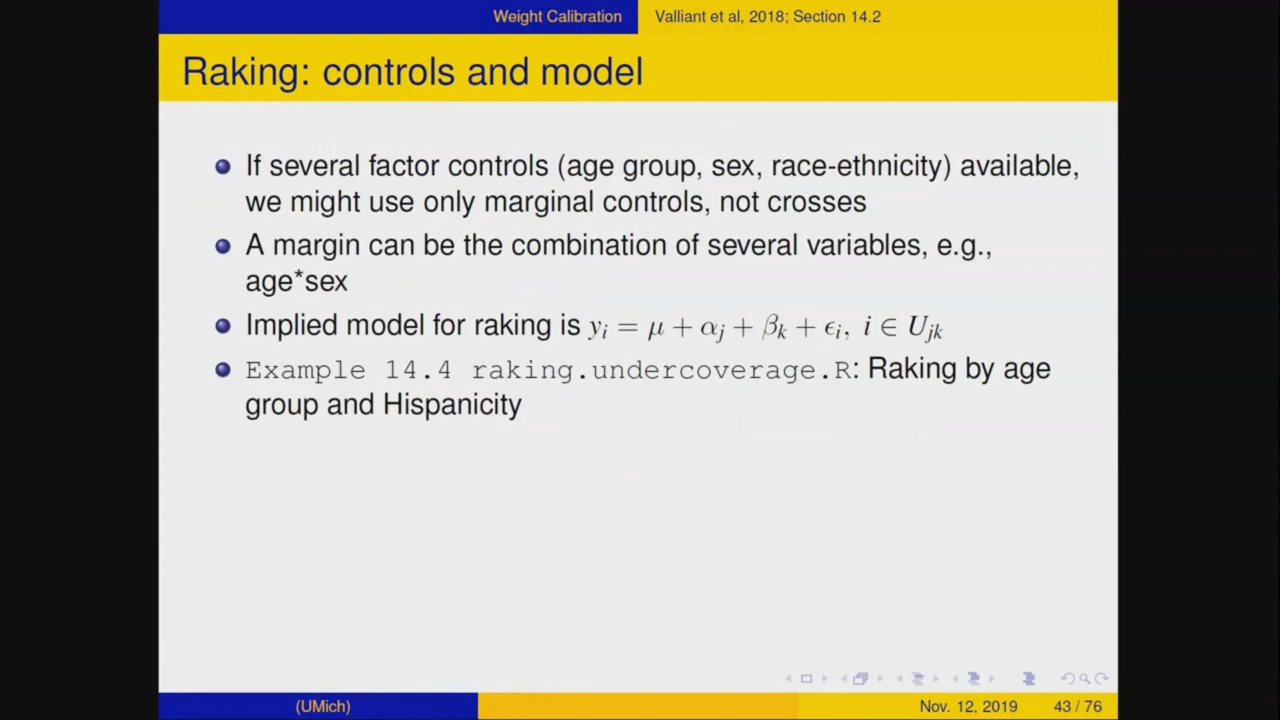 Weight Calibration Valliant et al, 2018; Section 14.2
Raking: controls and model
If several factor controls (age group, sex, race-ethnicity) available,
we might use only marginal controls, not crosses
A margin can be the combination of several variables, e.g.,
age*sex
Implied model for raking is yᵢ = μ + αⱼ + βₖ + ϵᵢ, i ∈ Uⱼₖ
Example 14.4 raking.undercoverage.R: Raking by age
group and Hispanicity
(UMich) Nov. 12, 2019 43 / 76